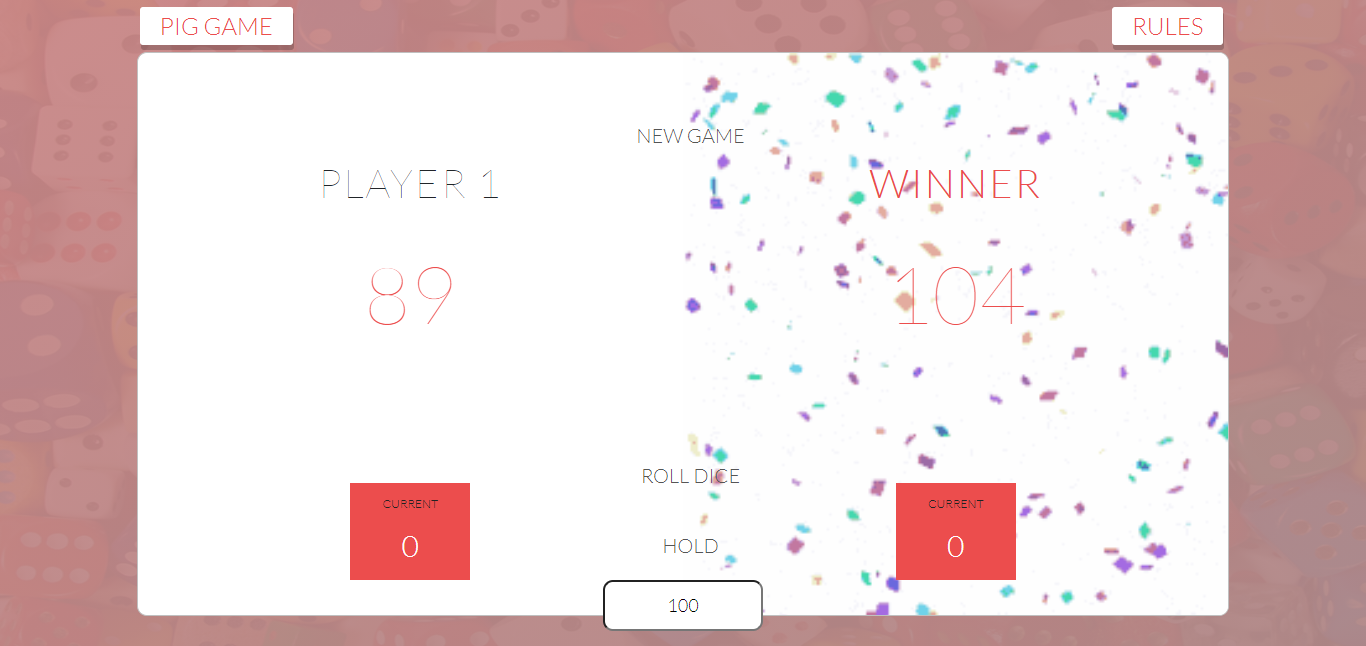 PIG GAME
RULES
NEW GAME
PLAYER 1
WINNER
89
104
ROLL DICE
CURRENT
0
CURRENT
0
HOLD
100